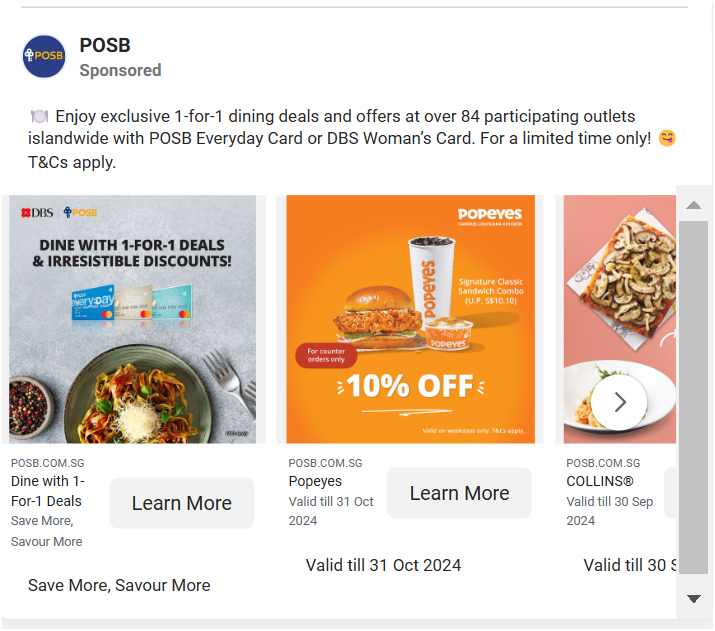 POSB
POSB
Sponsored
🍽️ Enjoy exclusive 1-for-1 dining deals and offers at over 84 participating outlets
islandwide with POSB Everyday Card or DBS Woman's Card. For a limited time only! 😋
T&Cs apply.
DBS POSB
DINE WITH 1-FOR-1 DEALS
& IRRESISTIBLE DISCOUNTS!
POSB
everyday
T&Cs apply.
POPEYES
FAMOUS LOUISIANA CHICKEN
POPEYES
Signature Classic
Sandwich Combo
(U.P. S$10.10)
POPEYES
For counter
orders only
10% OFF
Valid on weekdays only. T&Cs apply.
POSB.COM.SG
Dine with 1-
For-1 Deals
Save More,
Savour More
Learn More
Save More, Savour More
POSB.COM.SG
Popeyes
Valid till 31 Oct
2024
Learn More
Valid till 31 Oct 2024
POSB.COM.SG
COLLINS®
Valid till 30 Sep
2024
Valid till 30 S